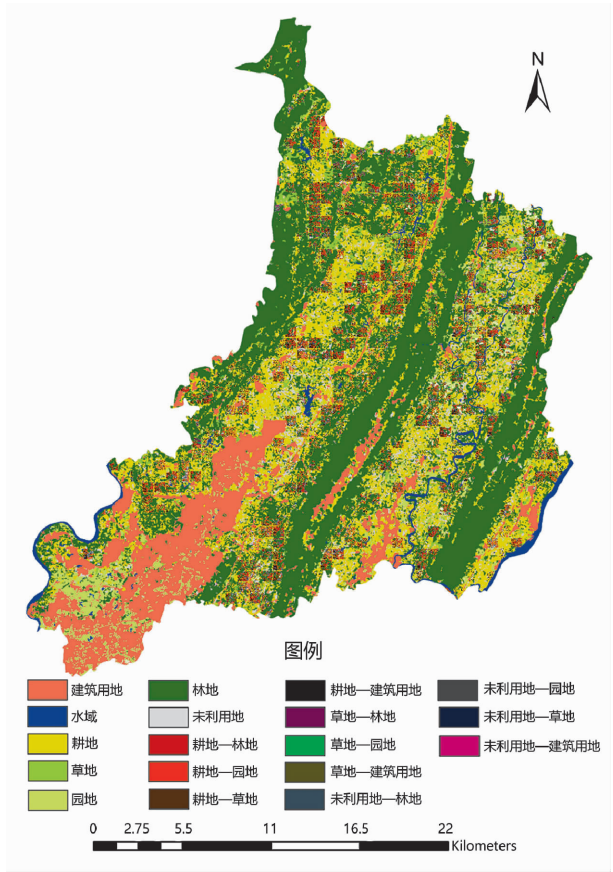 N
图例
建筑用地 林地 耕地—建筑用地 未利用地—园地
水域 未利用地 草地—林地 未利用地—草地
耕地 耕地—林地 草地—园地 未利用地—建筑用地
草地 耕地—园地 草地—建筑用地
园地 耕地—草地 未利用地—林地
0 2.75 5.5 11 16.5 22
Kilometers